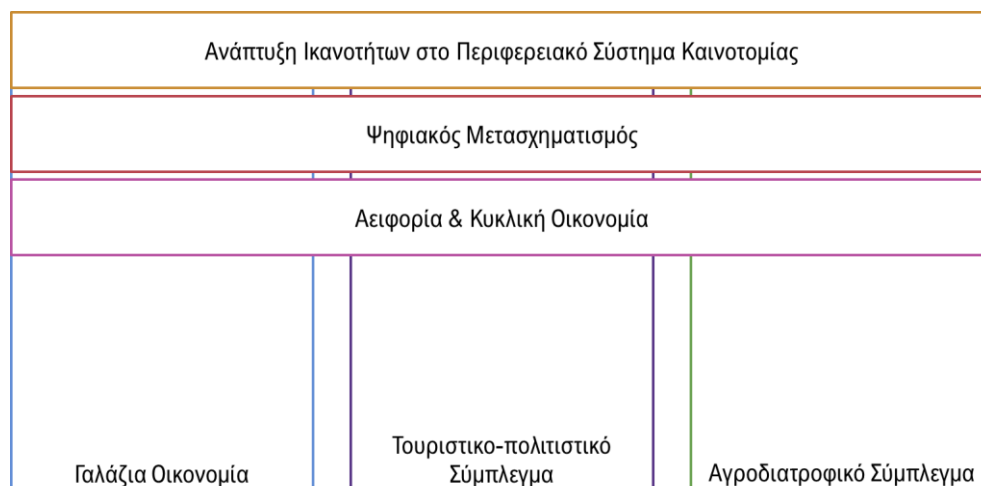 Ανάπτυξη Ικανοτήτων στο Περιφερειακό Σύστημα Καινοτομίας
Ψηφιακός Μετασχηματισμός
Αειφορία & Κυκλική Οικονομία
Γαλάζια Οικονομία
Τουριστικο-πολιτιστικό
Σύμπλεγμα
Αγροδιατροφικό Σύμπλεγμα